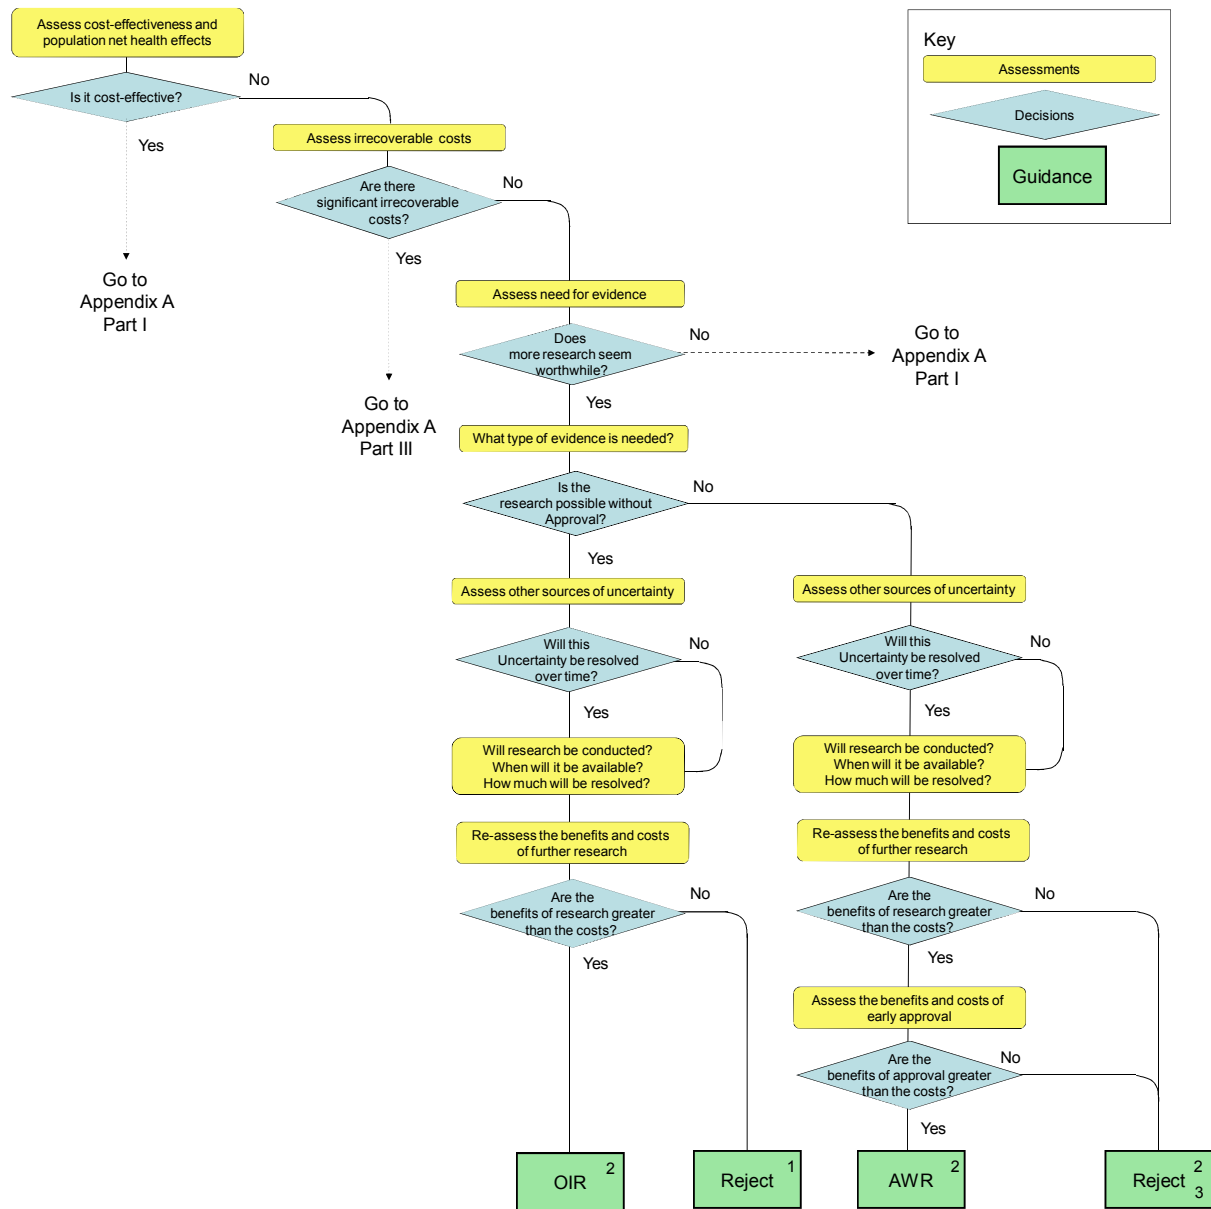 Assess cost-effectiveness and
population net health effects
Is it cost-effective?
No
Yes
Go to
Appendix A
Part I
Assess irrecoverable costs
Are there
significant irrecoverable
costs?
No
Yes
Go to
Appendix A
Part III
Key
Assessments
Decisions
Guidance
Assess need for evidence
Does
more research seem
worthwhile?
No
Go to
Appendix A
Part I
Yes
What type of evidence is needed?
Is the
research possible without
Approval?
No
Yes
Assess other sources of uncertainty
Will this
Uncertainty be resolved
over time?
No
Yes
Will research be conducted?
When will it be available?
How much will be resolved?
Re-assess the benefits and costs
of further research
Are the
benefits of research greater
than the costs?
No
Yes
OIR 2
Reject 1
Assess other sources of uncertainty
Will this
Uncertainty be resolved
over time?
No
Yes
Will research be conducted?
When will it be available?
How much will be resolved?
Re-assess the benefits and costs
of further research
Are the
benefits of research greater
than the costs?
No
Yes
Assess the benefits and costs of
early approval
Are the
benefits of approval greater
than the costs?
No
Yes
AWR 2
Reject 2
3